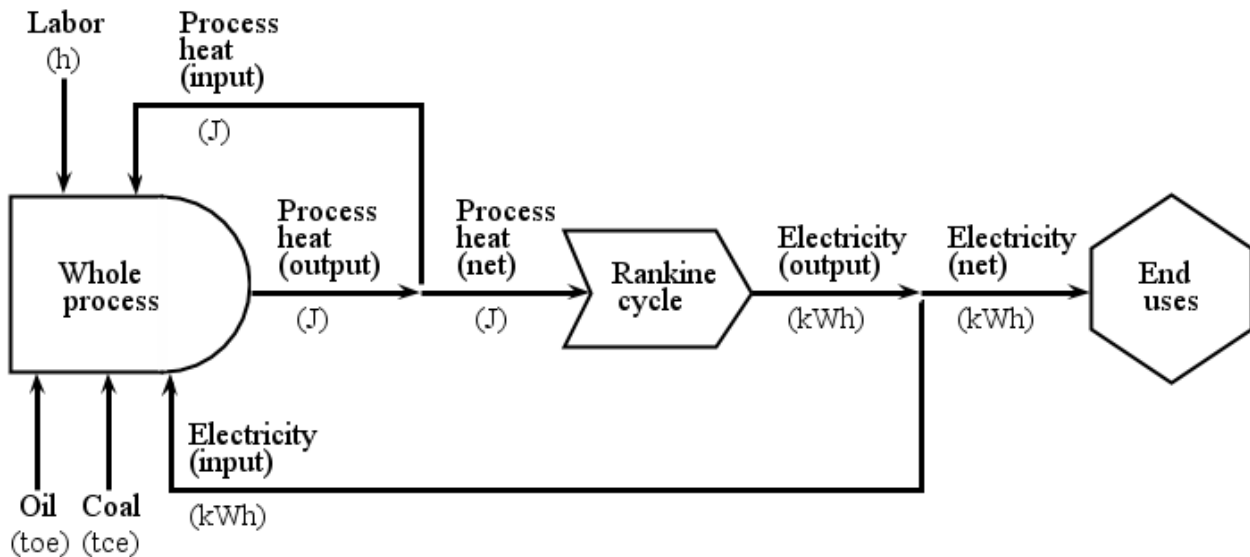 Labor
(h)
Process
heat
(input)
(J)
Whole
process
Process
heat
(output)
(J)
Process
heat
(net)
(J)
Rankine
cycle
Electricity
(output)
(kWh)
Electricity
(net)
(kWh)
End
uses
Electricity
(input)
(kWh)
Oil
(toe)
Coal
(tce)